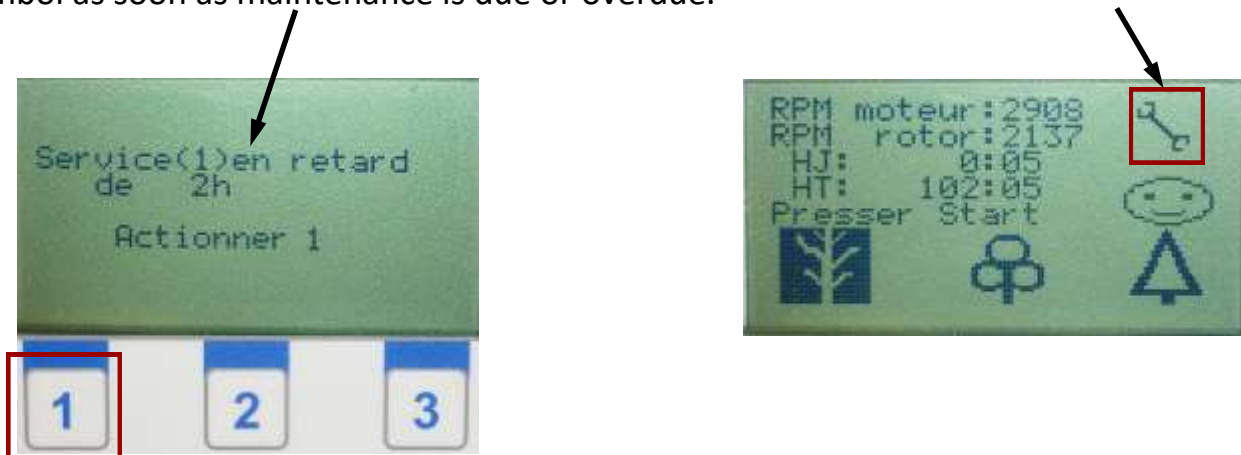 as soon as maintenance is due or overdue.
Service(1)en retard
de 2h
Actionner 1
1 2 3
RPM moteur:2908
RPM rotor:2137
HJ: 0:05
HT: 102:05
Presser Start